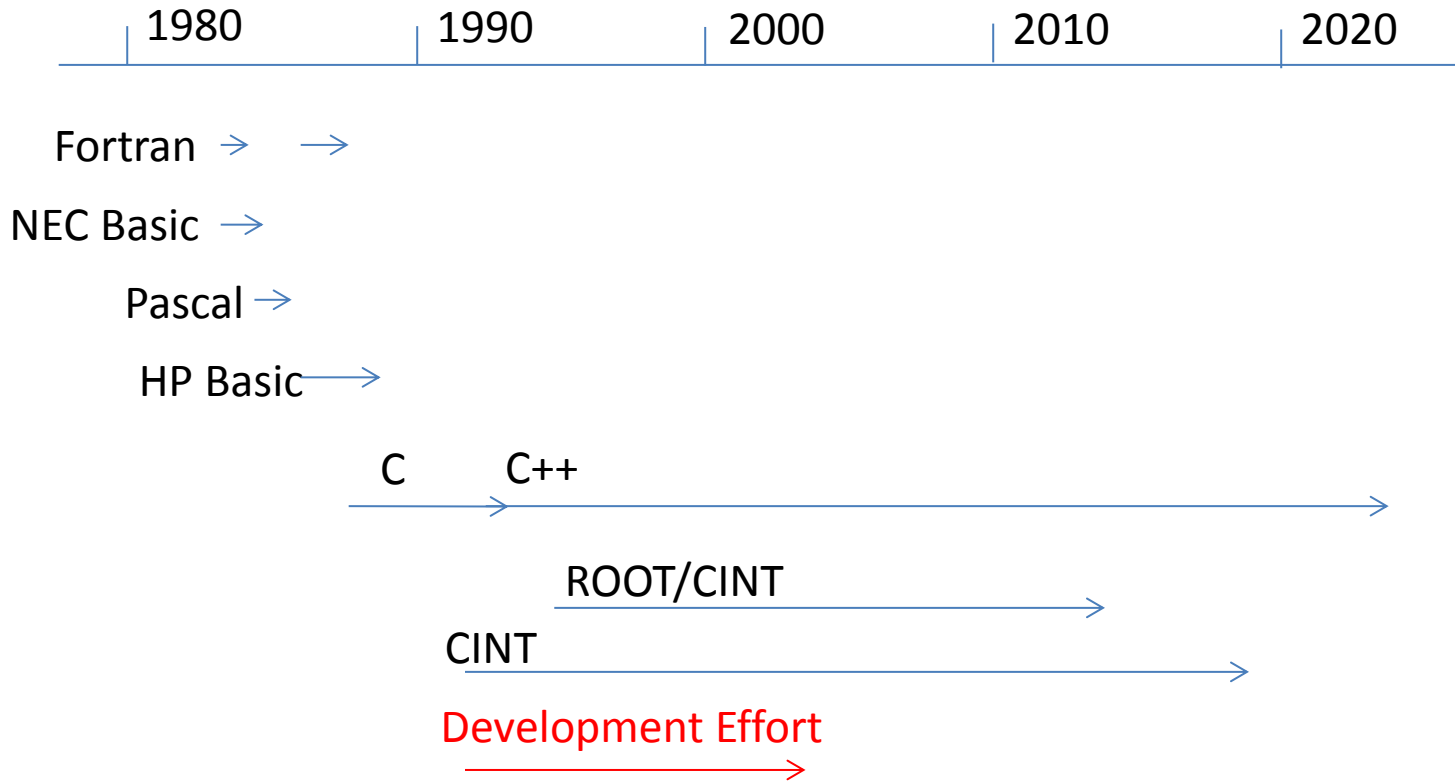 1980 1990 2000 2010 2020
Fortran
NEC Basic
Pascal
HP Basic
C C++
ROOT/CINT
CINT
Development Effort